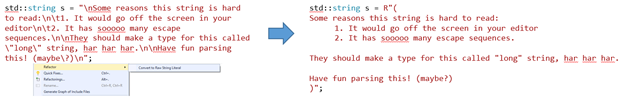 std::string s = "\nSome reasons this string is hard
to read:\n\t1. It would go off the screen in your
editor\n\t2. It has sooooo many escape
sequences.\n\nThey should make a type for this called
\"long\" string, har har har.\n\nHave fun parsing
this! (maybe?)\n";
Refactor
Convert to Raw String Literal
Quick Fixes...
Ctrl+.
Refactorings...
Rename...
Ctrl+R, Ctrl+R
Generate Graph of Include Files
std::string s = R"(
Some reasons this string is hard to read:
1. It would go off the screen in your editor
2. It has sooooo many escape sequences.
They should make a type for this called "long" string, har har har.
Have fun parsing this! (maybe?)
)";